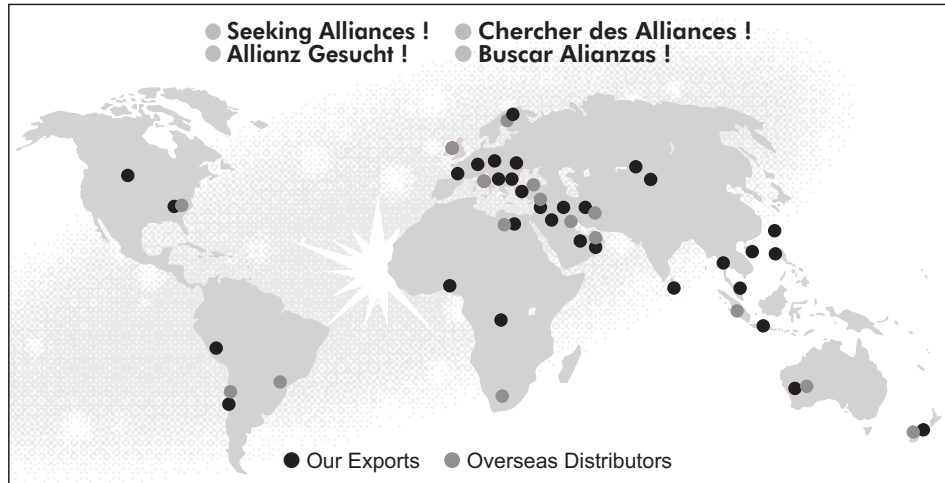 Seeking Alliances !
Chercher des Alliances !
Allianz Gesucht !
Buscar Alianzas !
Our Exports
Overseas Distributors